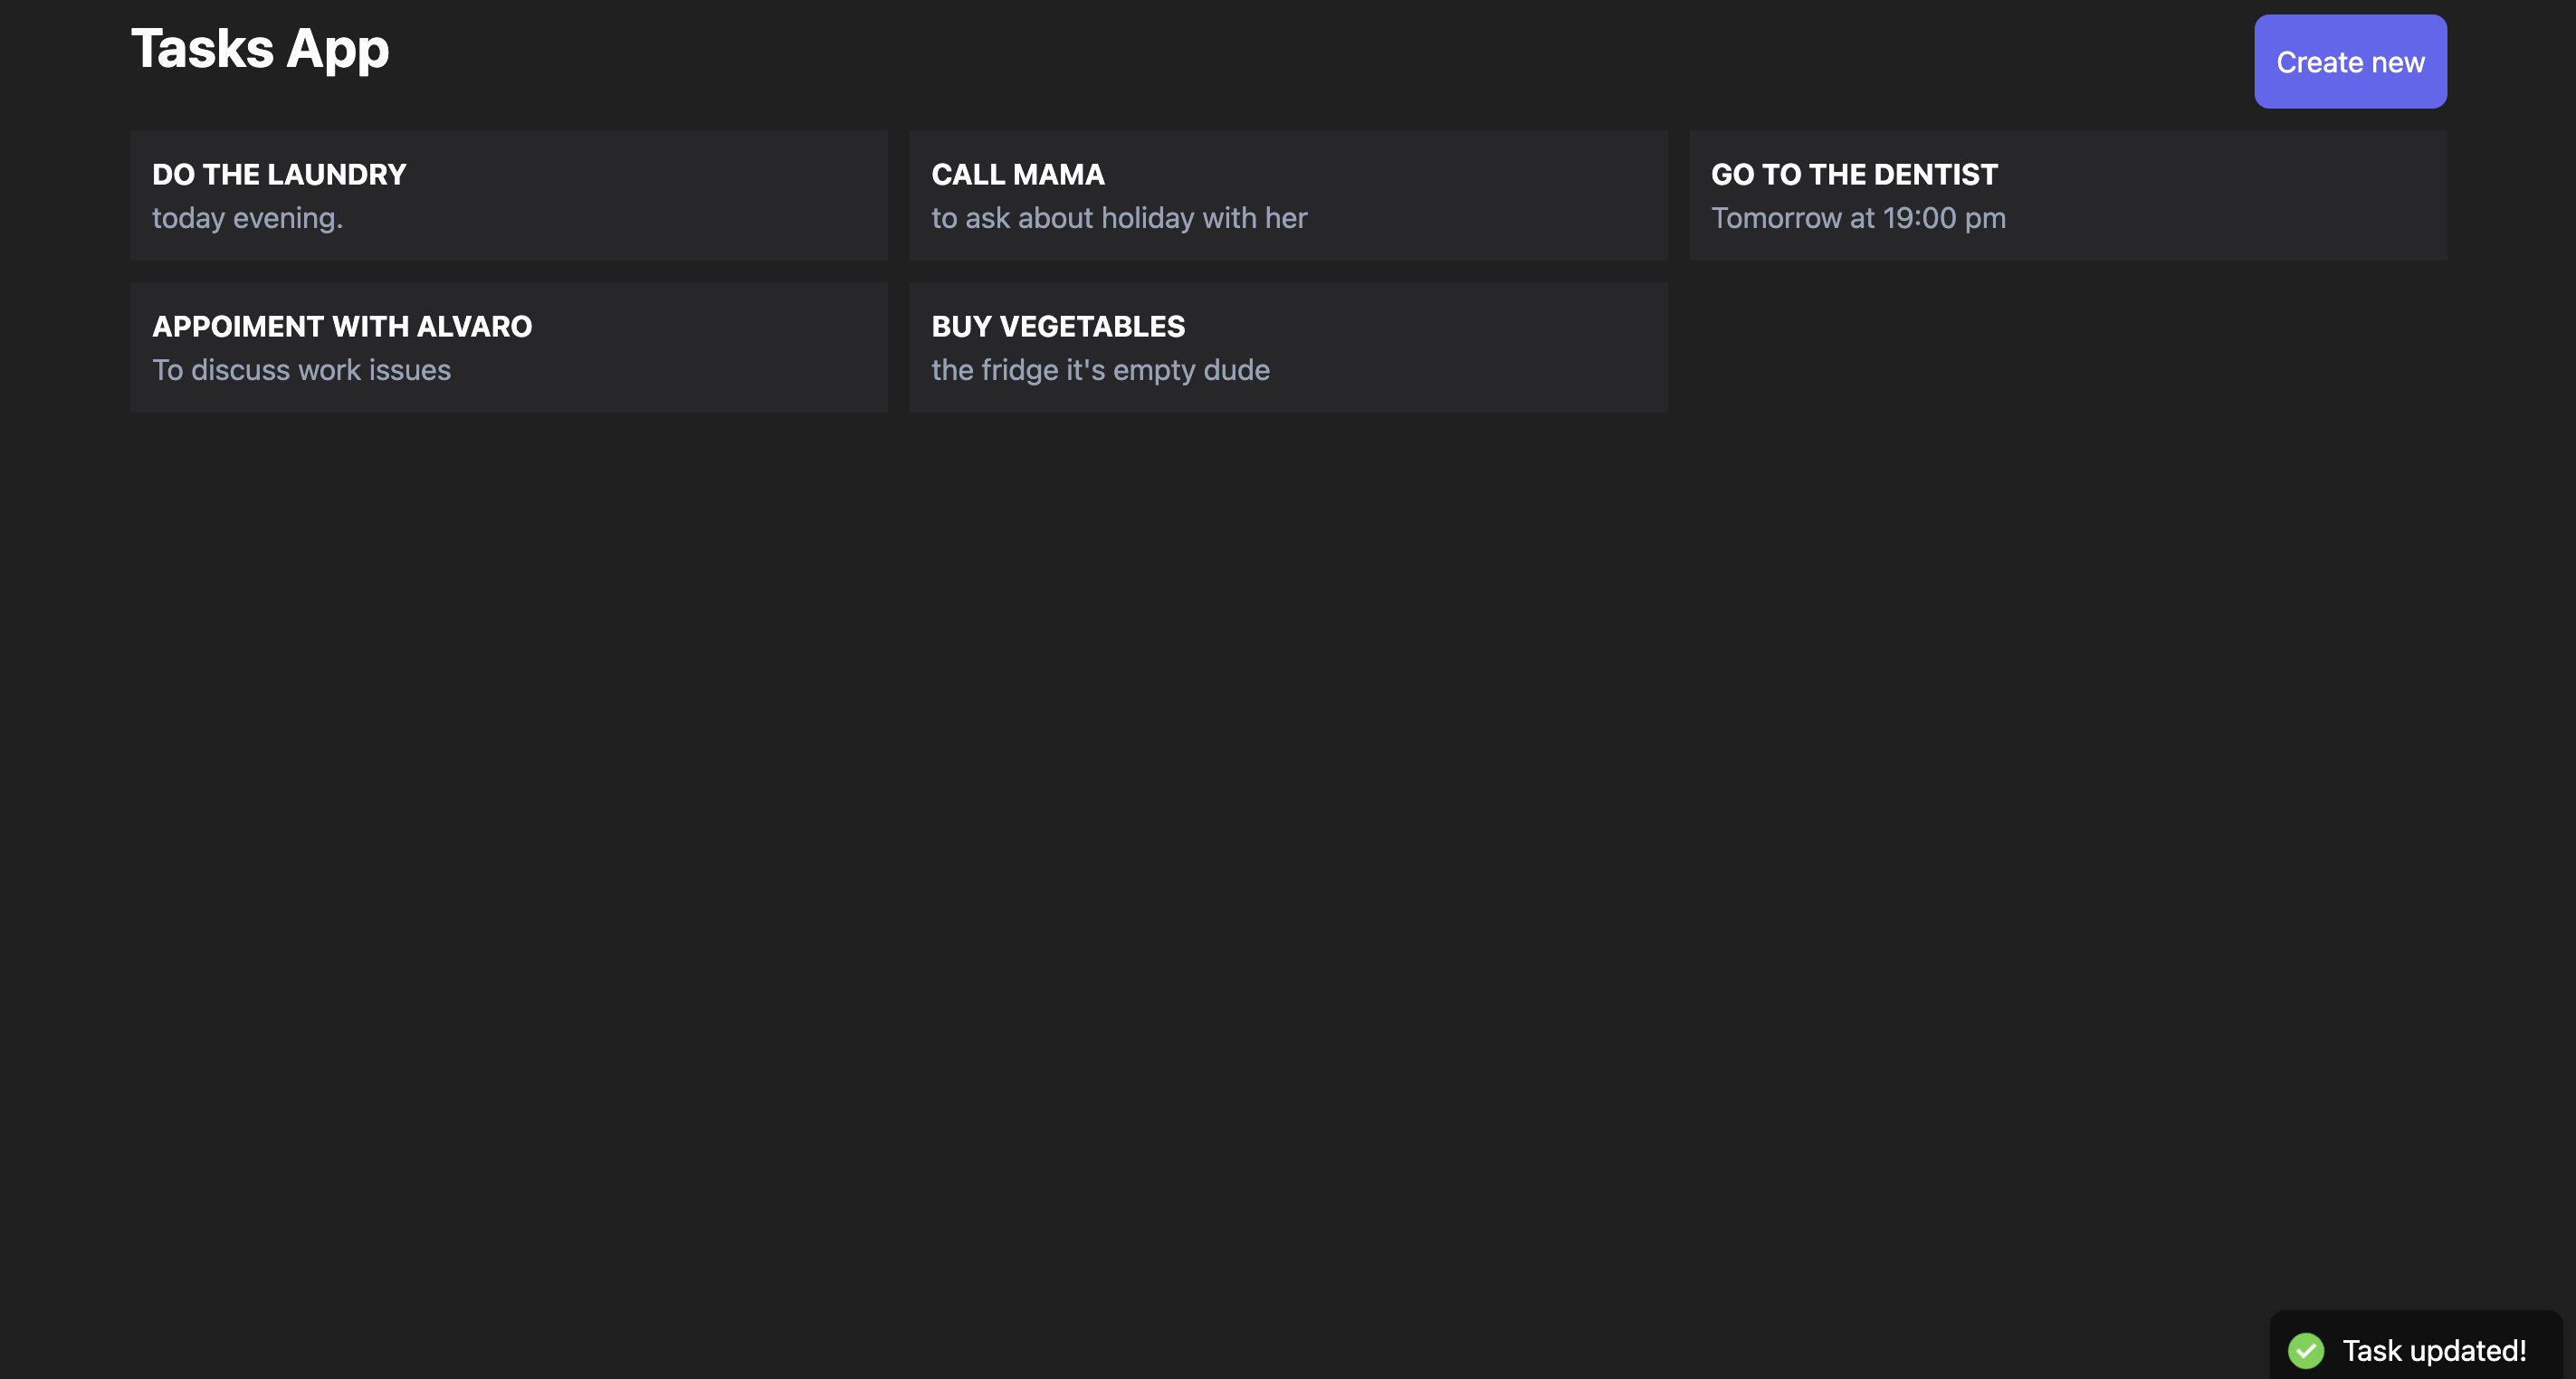 Tasks App
Create new
DO THE LAUNDRY
today evening.
CALL MAMA
to ask about holiday with her
GO TO THE DENTIST
Tomorrow at 19:00 pm
APPOIMENT WITH ALVARO
To discuss work issues
BUY VEGETABLES
the fridge it's empty dude
Task updated!